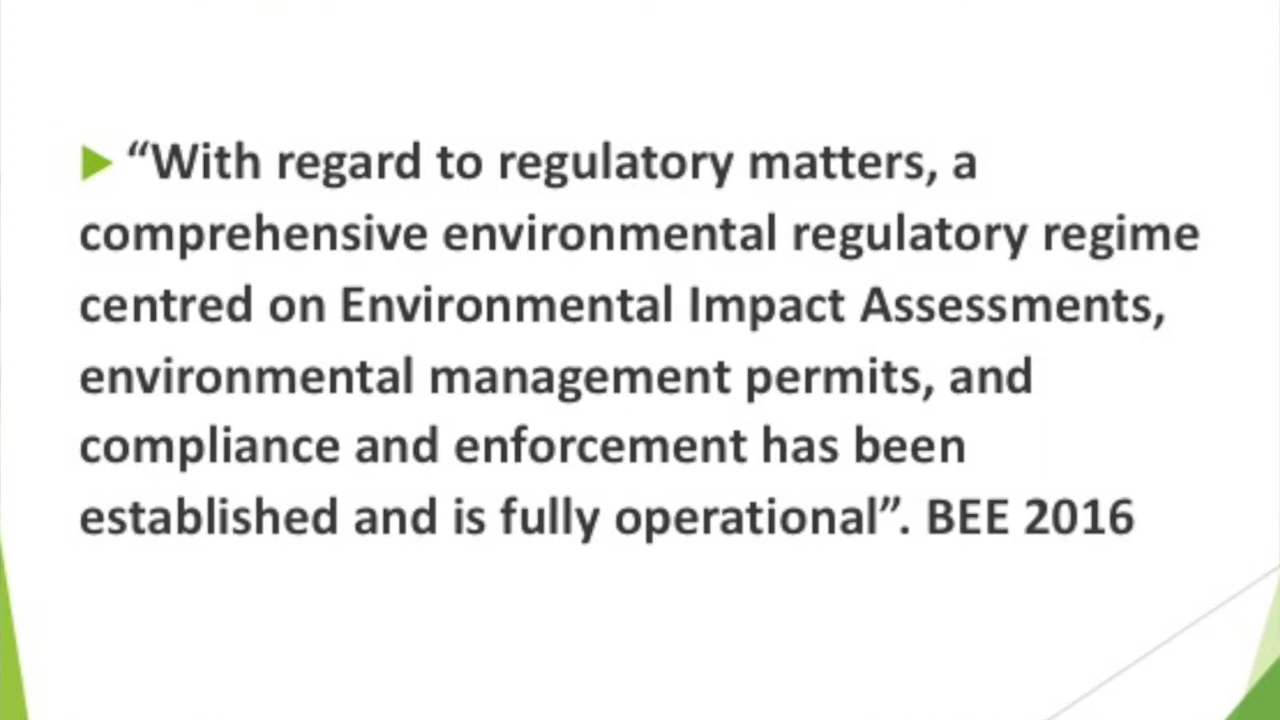 “With regard to regulatory matters, a
comprehensive environmental regulatory regime
centred on Environmental Impact Assessments,
environmental management permits, and
compliance and enforcement has been
established and is fully operational”. BEE 2016